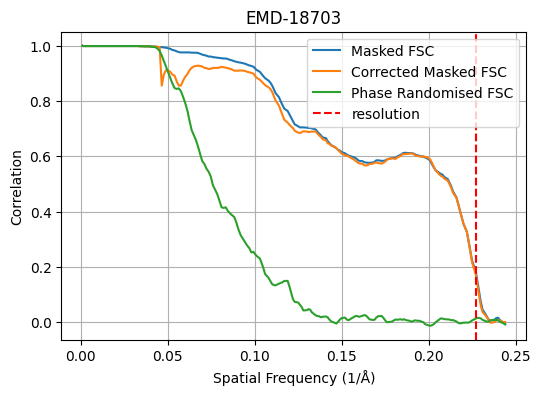 EMD-18703
Masked FSC
Corrected Masked FSC
Phase Randomised FSC
resolution
Correlation
1.0
0.8
0.6
0.4
0.2
0.0
0.00 0.05 0.10 0.15 0.20 0.25
Spatial Frequency (1/Å)